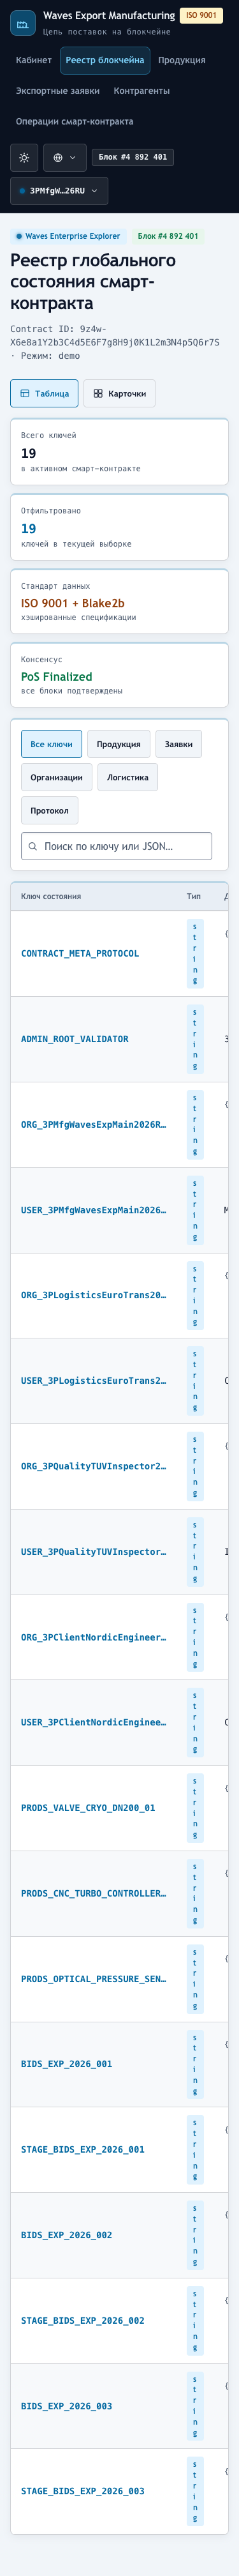 Waves Export Manufacturing ISO 9001
Цепь поставок на блокчейне
Кабинет Реестр блокчейна Продукция
Экспортные заявки Контрагенты
Операции смарт-контракта
Блок #4 892 401
3PMfgW…26RU
Waves Enterprise Explorer Блок #4 892 401
Реестр глобального
состояния смарт-
контракта
Contract ID: 9z4w-
X6e8a1Y2b3C4d5E6F7g8H9j0K1L2m3N4p5Q6r7S
· Режим: demo
Таблица Карточки
Всего ключей
19
в активном смарт-контракте
Отфильтровано
19
ключей в текущей выборке
Стандарт данных
ISO 9001 + Blake2b
хэшированные спецификации
Консенсус
PoS Finalized
все блоки подтверждены
Все ключи Продукция Заявки
Организации Логистика
Протокол
Поиск по ключу или JSON...
Ключ состояния Тип
CONTRACT_META_PROTOCOL string {
ADMIN_ROOT_VALIDATOR string 3
ORG_3PMfgWavesExpMain2026R… string {
USER_3PMfgWavesExpMain2026… string M
ORG_3PLogisticsEuroTrans20… string {
USER_3PLogisticsEuroTrans2… string
ORG_3PQualityTUVInspector2… string {
USER_3PQualityTUVInspector… string I
ORG_3PClientNordicEngineer… string {
USER_3PClientNordicEnginee… string
PRODS_VALVE_CRYO_DN200_01 string {
PRODS_CNC_TURBO_CONTROLLER… string {
PRODS_OPTICAL_PRESSURE_SEN… string {
BIDS_EXP_2026_001 string {
STAGE_BIDS_EXP_2026_001 string {
BIDS_EXP_2026_002 string {
STAGE_BIDS_EXP_2026_002 string {
BIDS_EXP_2026_003 string {
STAGE_BIDS_EXP_2026_003 string {